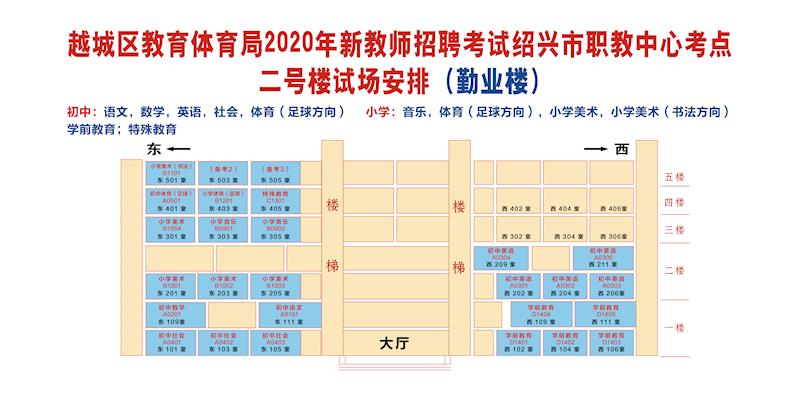 越城区教育体育局2020年新教师招聘考试绍兴市职教中心考点
二号楼试场安排（勤业楼）
初中：语文，数学，英语，社会，体育（足球方向） 小学：音乐，体育（足球方向），小学美术，小学美术（书法方向）
学前教育；特殊教育
东 ← → 西
小学美术（书法） （备考2） （备考3） 五楼
B1101
东 501 室 东 503 室 东 505 室
初中体育（足球） 小学体育（足球） 特殊教育 四楼
A0501 B1201 C1301
东 401 室 东 403 室 东 405 室 西 402 室 西 404 室 西 406 室
小学美术 小学音乐 小学音乐 三楼
B1004 B0901 B0902
东 301 室 东 303 室 东 305 室 西 302 室 西 304 室 西 306 室
楼梯 楼梯
初中英语 初中英语 二楼
A0304 A0305
西 209 室 西 211 室
小学美术 小学美术 小学美术 初中英语 初中英语 初中英语
B1001 B1002 B1003 A0301 A0302 A0303
东 201 室 东 203 室 东 205 室 西 202 室 西 204 室 西 206 室
初中数学 初中语文 学前教育 学前教育 一楼
A0201 A0101 D1404 D1405
东 109室 东 111 室 西 109 室 西 111 室
初中社会 初中社会 初中社会 大厅 学前教育 学前教育 学前教育
A0401 A0402 A0403 D1401 D1402 D1403
东 101 室 东 103 室 东 105 室 西 102 室 西 104 室 西 106 室